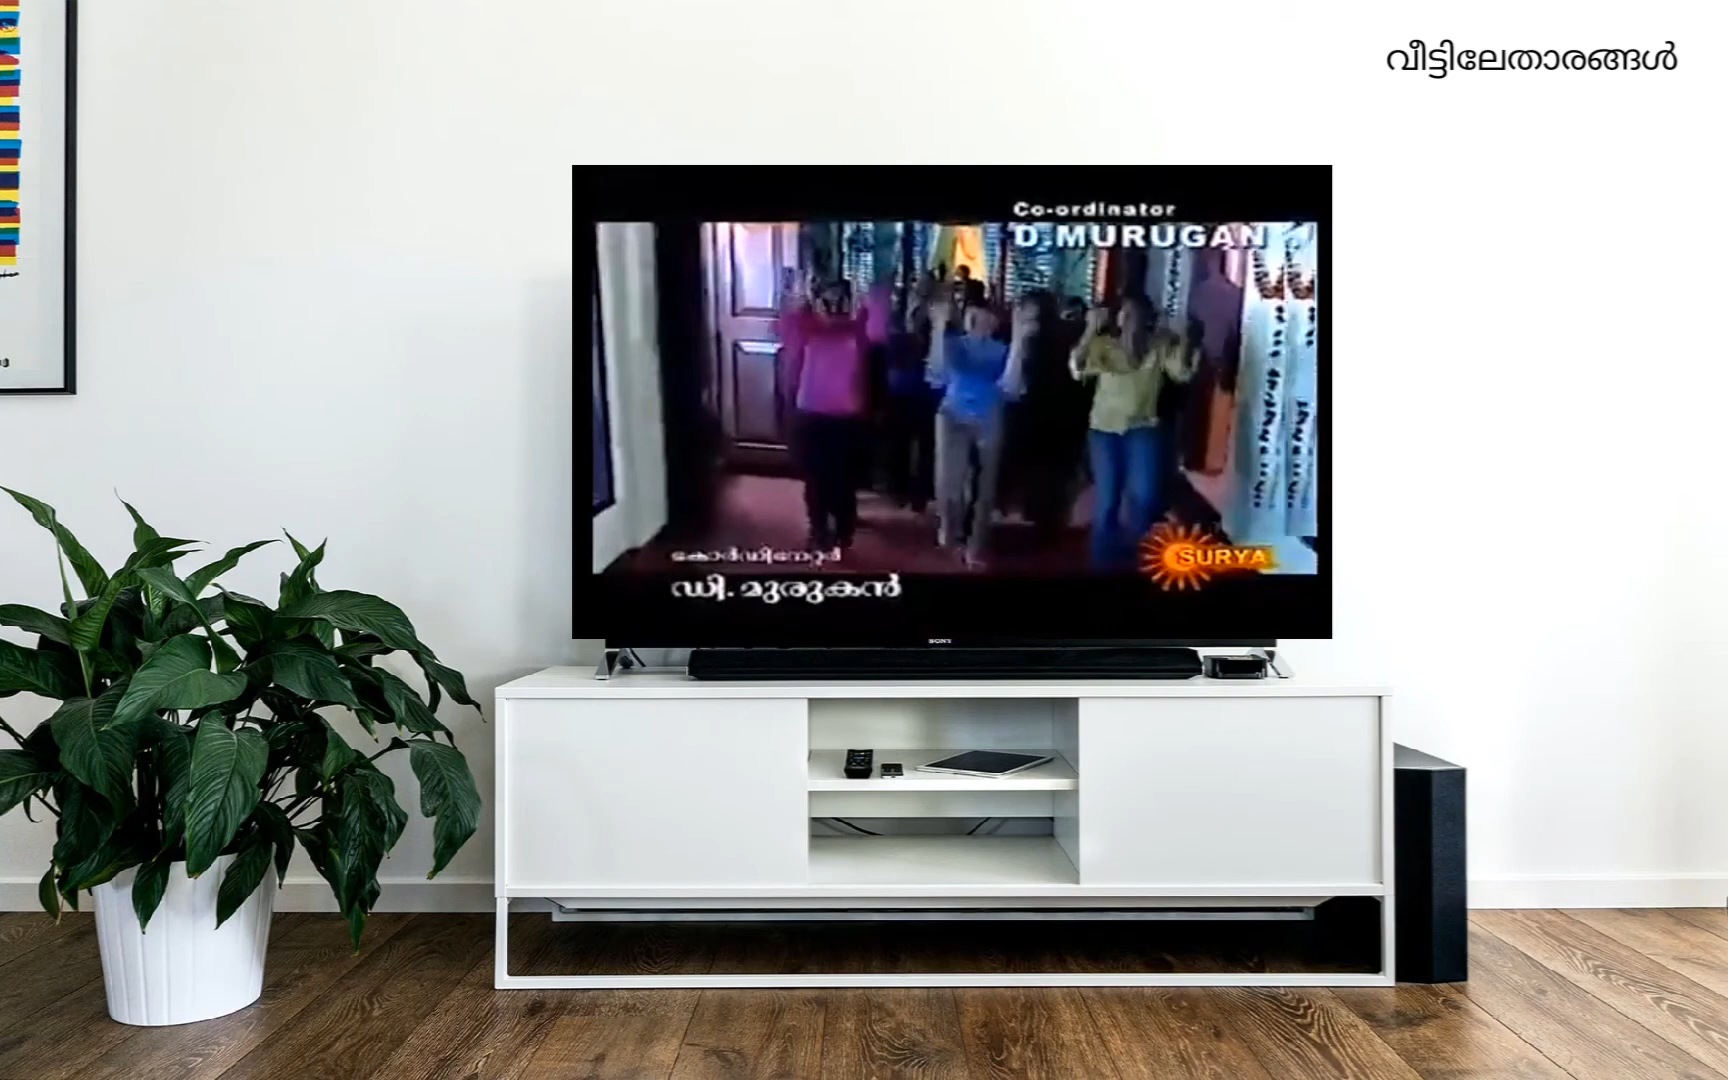 വീട്ടിലേതാരങ്ങൾ
Co-ordinator
D.MURUGAN
കോർഡിനേറ്റർ
ഡി. മുരുകൻ
SURYA
SONY